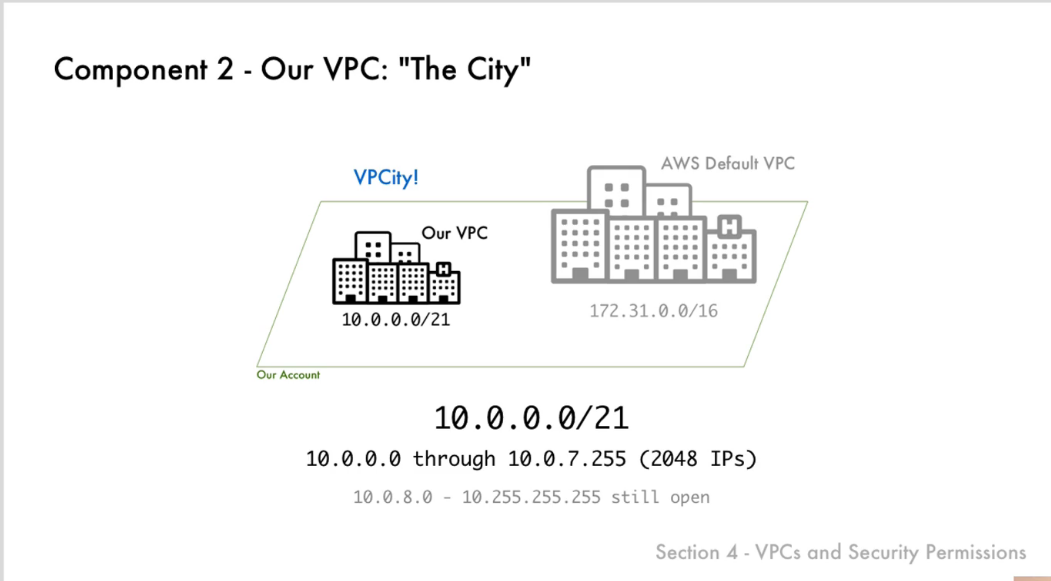 Component 2 - Our VPC: "The City"
AWS Default VPC
VPCity!
Our VPC
H
H
172.31.0.0/16
10.0.0.0/21
Our Account
10.0.0.0/21
10.0.0.0 through 10.0.7.255 (2048 IPs)
10.0.8.0 - 10.255.255.255 still open
Section 4 - VPCs and Security Permissions